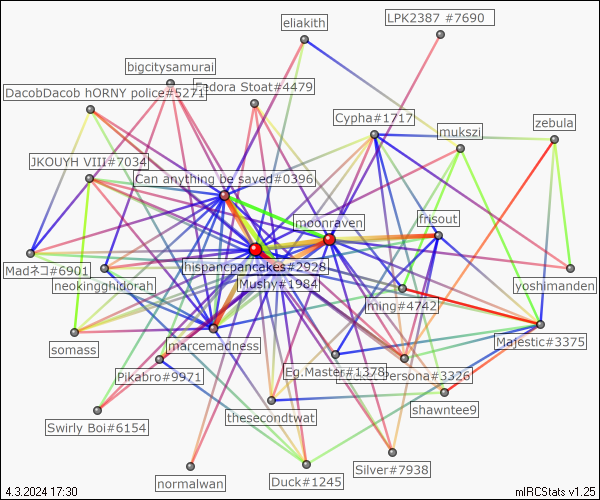 LPK2387 #7690
eliakith
bigcitysamurai
Fedora Stoat#4479
DacobDacob hORNY police#5271
Cypha#1717
zebula
mukszi
JKOUYH VIII#7034
Can anything be saved#0396
moonraven
frisout
hispancpancakes#2928
Madネコ#6901
neokingghidorah
Mushy#1984
yoshimanden
ming#4742
somass
marcemadness
Majestic#3375
Eg.Master#1378
Persona#3326
Pikabro#9971
shawntee9
thesecondtwat
Swirly Boi#6154
normalwan
Duck#1245
Silver#7938
4.3.2024 17:30
mIRCStats v1.25